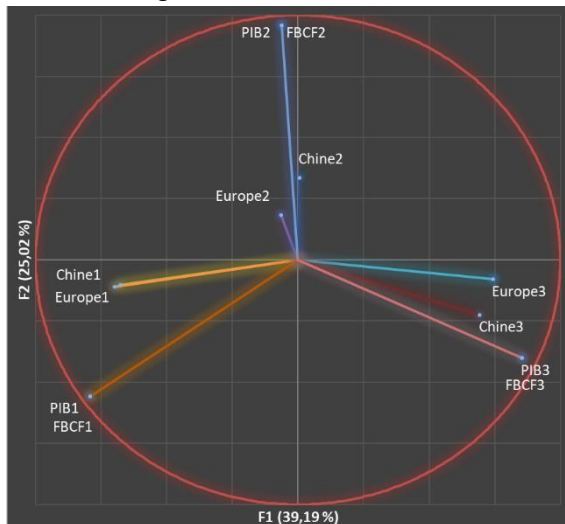 PIB2 FBCF2
Chine2
Europe2
F2 (25,02 %)
Chine1
Europe1
Europe3
Chine3
PIB3
FBCF3
PIB1
FBCF1
F1 (39,19 %)